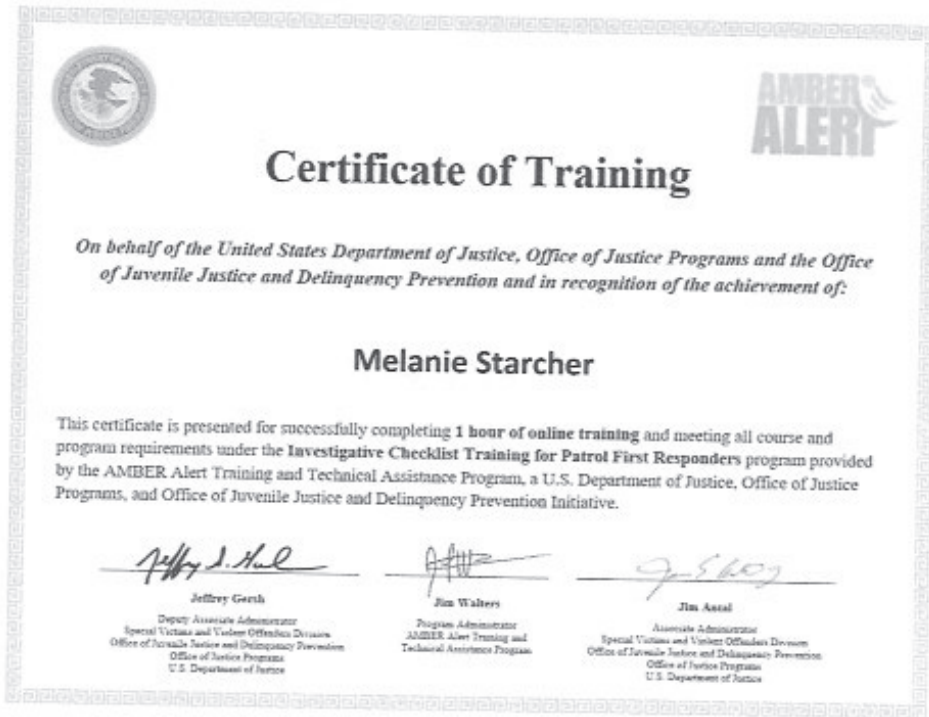 AMBER
ALERT
Certificate of Training
On behalf of the United States Department of Justice, Office of Justice Programs and the Office
of Juvenile Justice and Delinquency Prevention and in recognition of the achievement of:
Melanie Starcher
This certificate is presented for successfully completing 1 hour of online training and meeting all course and
program requirements under the Investigative Checklist Training for Patrol First Responders program provided
by the AMBER Alert Training and Technical Assistance Program, a U.S. Department of Justice, Office of Justice
Programs, and Office of Juvenile Justice and Delinquency Prevention Initiative.
Jeffrey Gersh
Deputy Associate Administrator
Special Victims and Violent Offenders Division
Office of Juvenile Justice and Delinquency Prevention
Office of Justice Programs
U.S. Department of Justice
Jim Walters
Program Administrator
AMBER Alert Training and
Technical Assistance Program
Jim Antal
Associate Administrator
Special Victims and Violent Offenders Division
Office of Juvenile Justice and Delinquency Prevention
Office of Justice Programs
U.S. Department of Justice